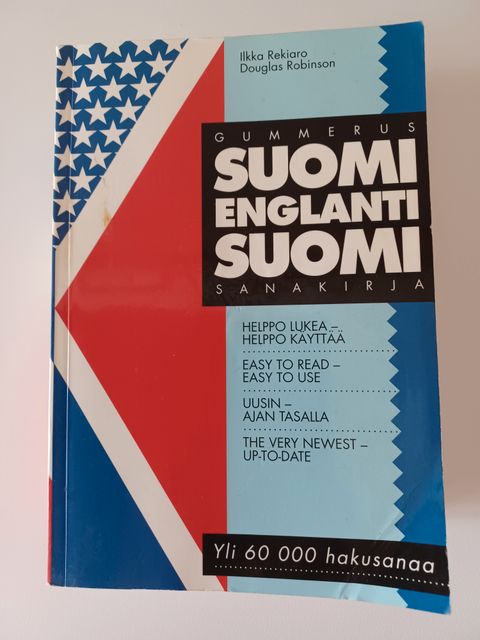 Ilkka Rekiaro
Douglas Robinson
GUMMERUS
SUOMI
ENGLANTI
SUOMI
SANAKIRJA
HELPPO LUKEA –
HELPPO KÄYTTÄÄ
EASY TO READ –
EASY TO USE
UUSIN –
AJAN TASALLA
THE VERY NEWEST –
UP-TO-DATE
Yli 60 000 hakusanaa